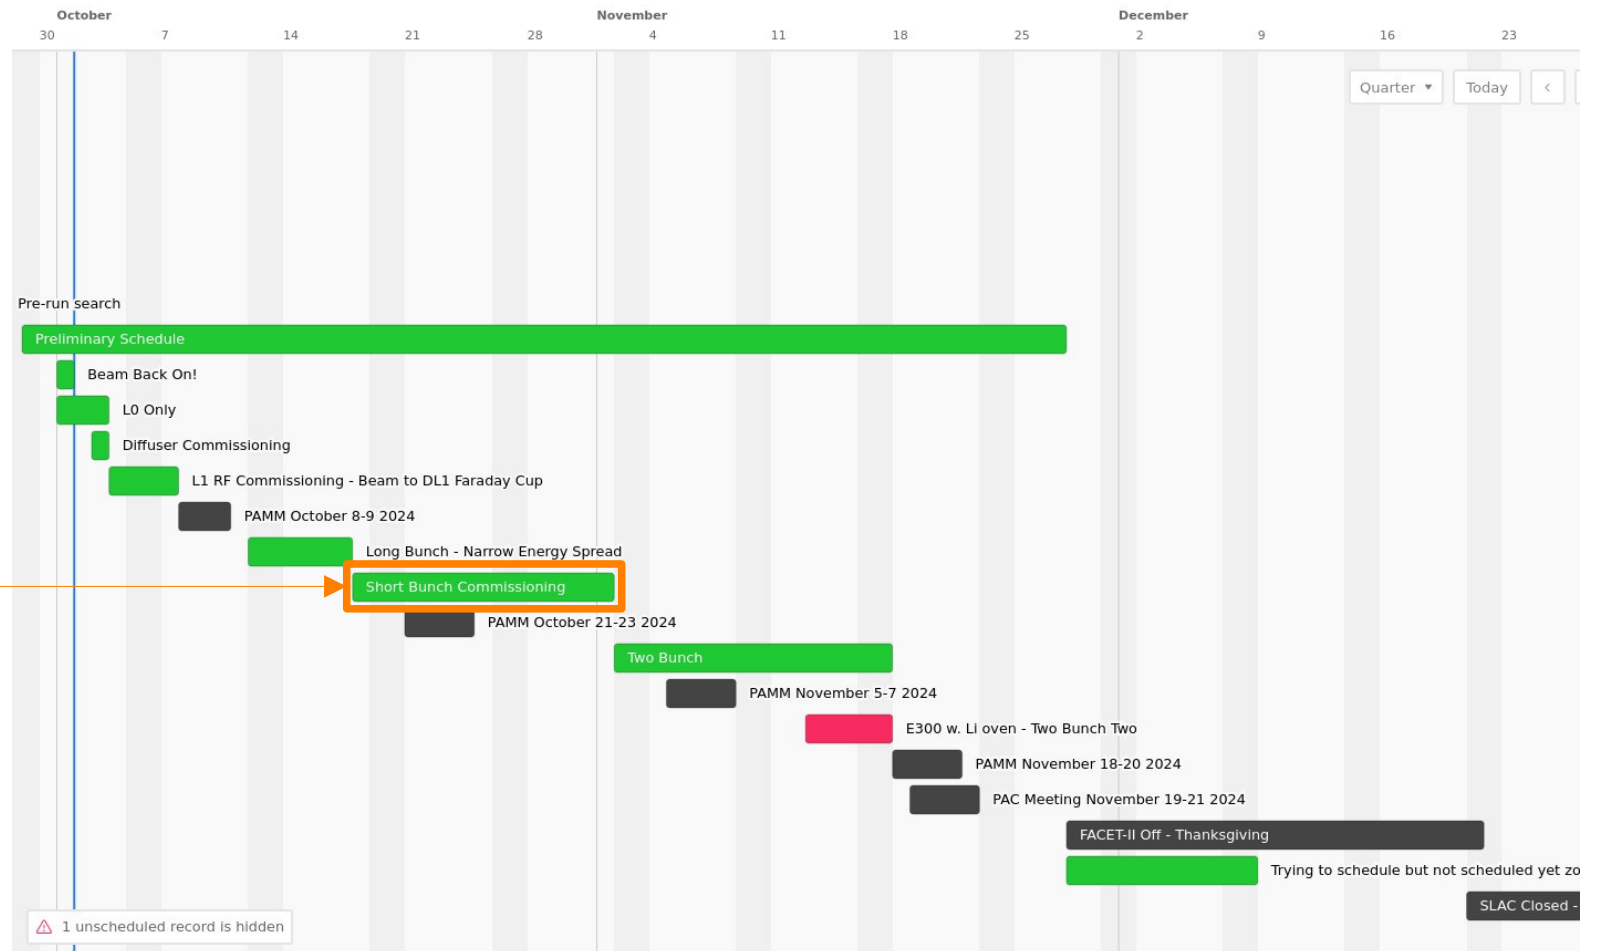 October November December
30 7 14 21 28 4 11 18 25 2 9 16 23
Quarter Today
Pre-run search
Preliminary Schedule
Beam Back On!
L0 Only
Diffuser Commissioning
L1 RF Commissioning - Beam to DL1 Faraday Cup
PAMM October 8-9 2024
Long Bunch - Narrow Energy Spread
Short Bunch Commissioning
PAMM October 21-23 2024
Two Bunch
PAMM November 5-7 2024
E300 w. Li oven - Two Bunch Two
PAMM November 18-20 2024
PAC Meeting November 19-21 2024
FACET-II Off - Thanksgiving
Trying to schedule but not scheduled yet zo
SLAC Closed -
1 unscheduled record is hidden